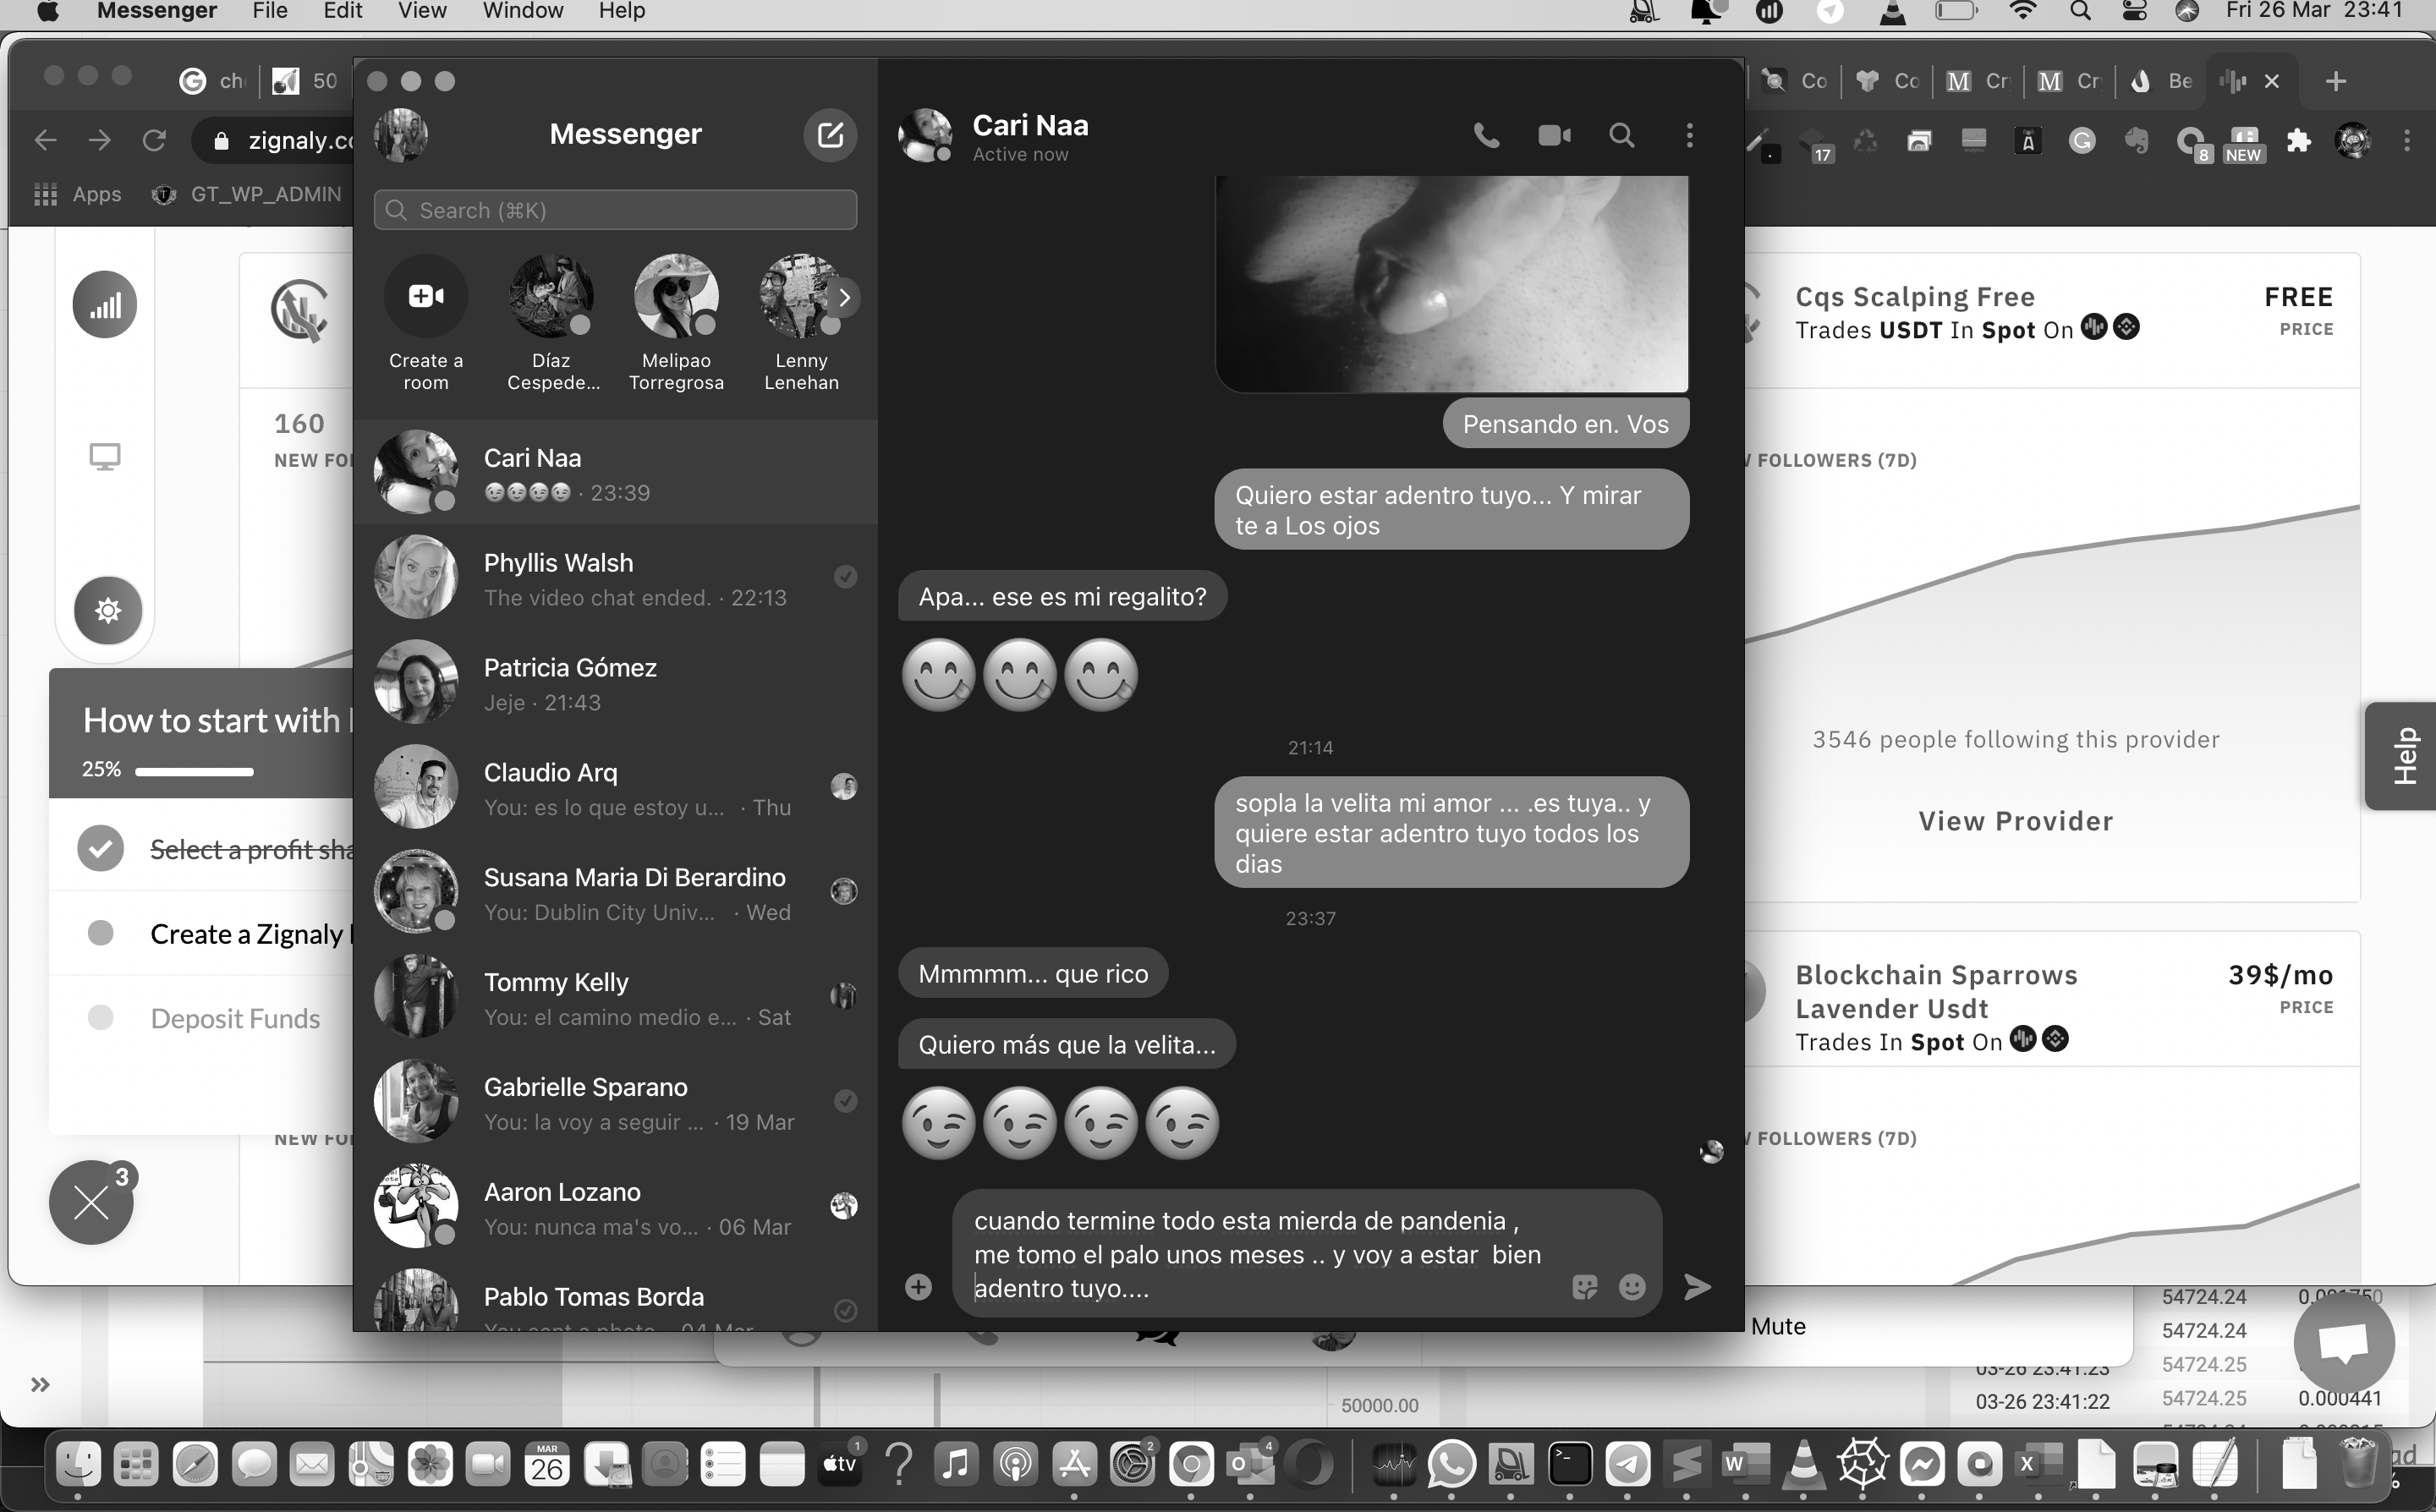 Messenger File Edit View Window Help
Fri 26 Mar 23:41
ch 50
Co Co M Cr M Cr Be
zignaly.co
17 8 NEW
Apps GT_WP_ADMIN
Messenger
Search (⌘K)
Create a room
Díaz Cespede...
Melipao Torregrosa
Lenny Lenehan
Cari Naa
😉😉😉😉 · 23:39
Phyllis Walsh
The video chat ended. · 22:13
Patricia Gómez
Jeje · 21:43
Claudio Arq
You: es lo que estoy u... · Thu
Susana Maria Di Berardino
You: Dublin City Univ... · Wed
Tommy Kelly
You: el camino medio e... · Sat
Gabrielle Sparano
You: la voy a seguir ... · 19 Mar
Aaron Lozano
You: nunca ma's vo... · 06 Mar
Pablo Tomas Borda
You sent a photo. · 04 Mar
Cari Naa
Active now
Pensando en. Vos
Quiero estar adentro tuyo... Y mirar
te a Los ojos
Apa... ese es mi regalito?
😋😋😋
21:14
sopla la velita mi amor ... .es tuya.. y
quiere estar adentro tuyo todos los
dias
23:37
Mmmmm... que rico
Quiero más que la velita...
😉😉😉😉
cuando termine todo esta mierda de pandenia ,
me tomo el palo unos meses .. y voy a estar  bien
adentro tuyo....
160
NEW FO
How to start with
25%
Select a profit sha
Create a Zignaly
Deposit Funds
NEW FO
3
Cqs Scalping Free
FREE
Trades USDT In Spot On
PRICE
FOLLOWERS (7D)
3546 people following this provider
View Provider
Help
Blockchain Sparrows
Lavender Usdt
39$/mo
PRICE
Trades In Spot On
FOLLOWERS (7D)
Mute
54724.24
54724.24
03-26 23:41:23 54724.25
03-26 23:41:22 54724.25 0.000441
50000.00
MAR
26
280
tv 1
2
4
O
W
X